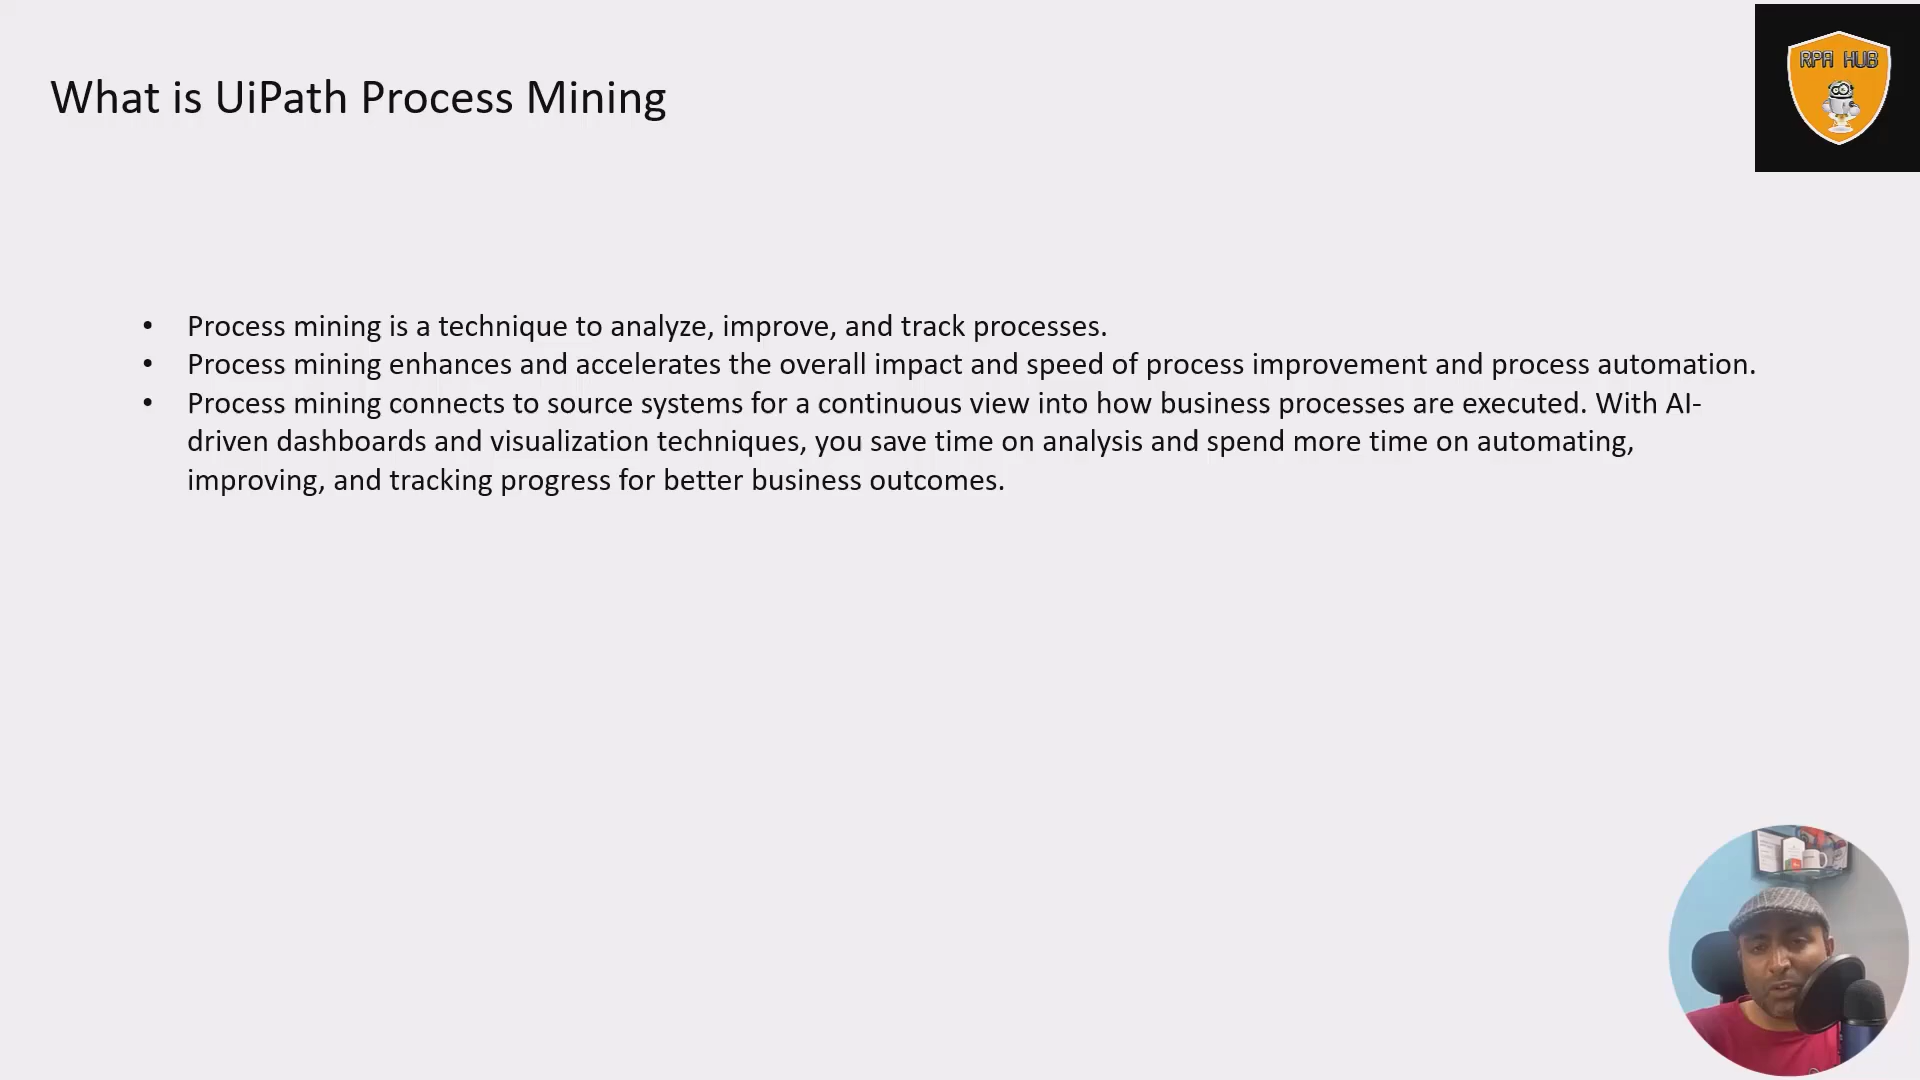 What is UiPath Process Mining
RPA HUB
• Process mining is a technique to analyze, improve, and track processes.
• Process mining enhances and accelerates the overall impact and speed of process improvement and process automation.
• Process mining connects to source systems for a continuous view into how business processes are executed. With AI-
driven dashboards and visualization techniques, you save time on analysis and spend more time on automating,
improving, and tracking progress for better business outcomes.